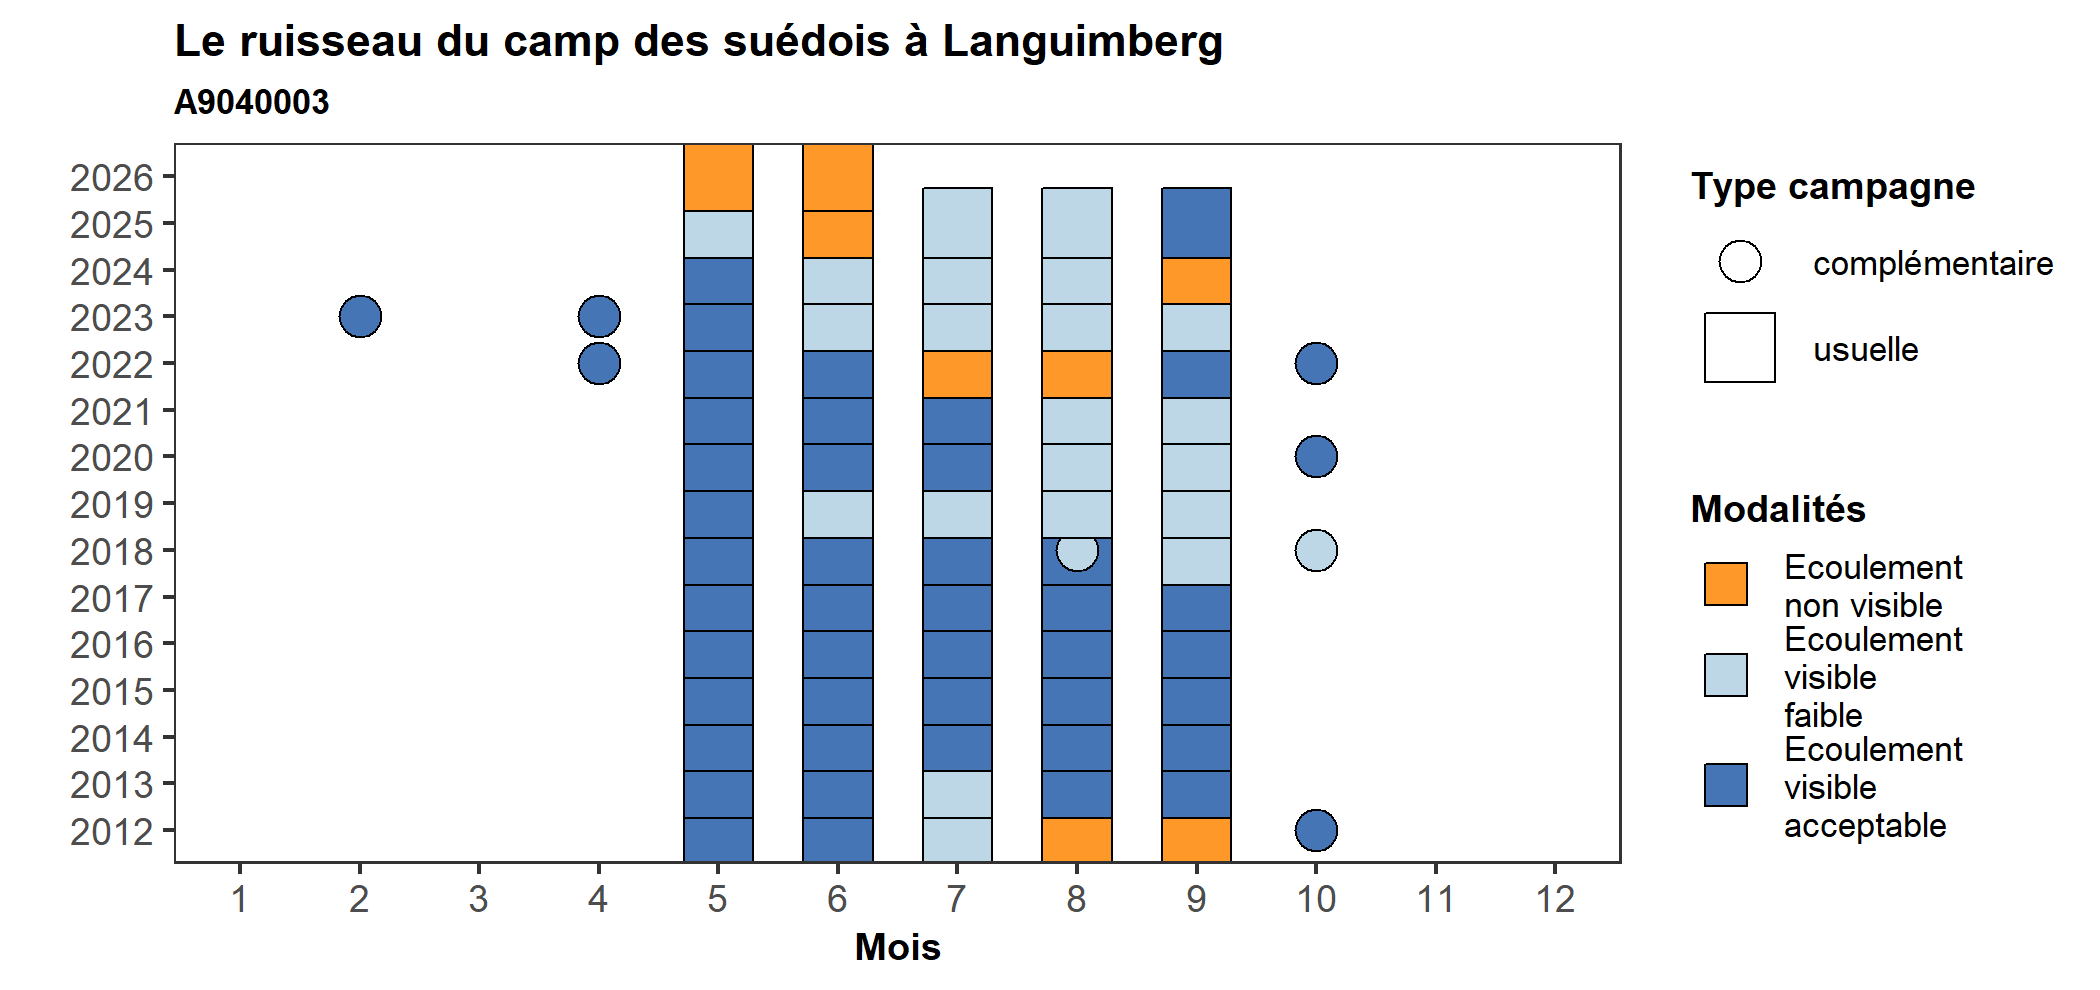 Le ruisseau du camp des suédois à Languimberg
A9040003
2026
2025
2024
2023
2022
2021
2020
2019
2018
2017
2016
2015
2014
2013
2012
1 2 3 4 5 6 7 8 9 10 11 12
Mois
Type campagne
complémentaire
usuelle
Modalités
Ecoulement
non visible
Ecoulement
visible
faible
Ecoulement
visible
acceptable